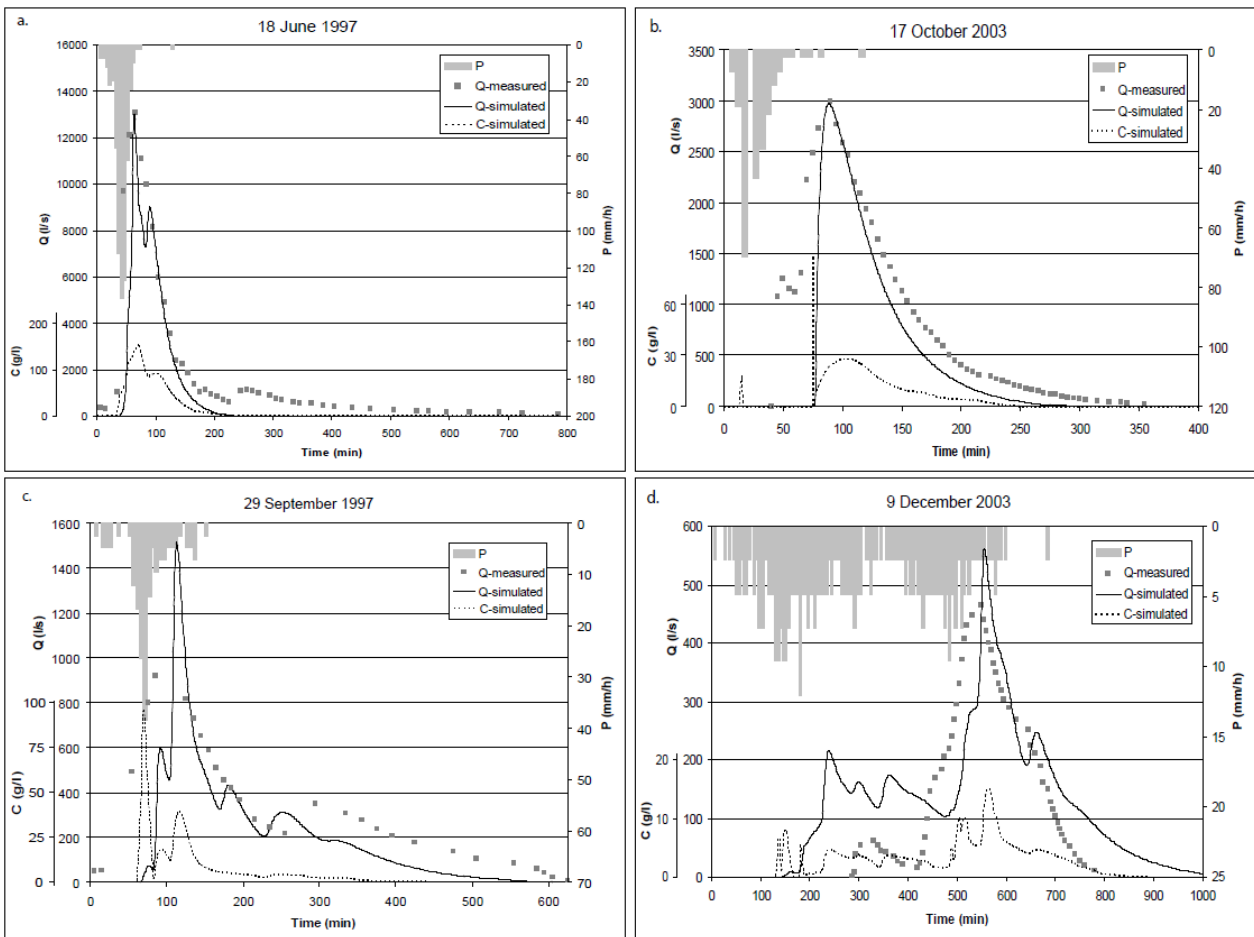 a.
18 June 1997
16000
14000
12000
10000
8000
6000
4000
2000
0
200
100
0
Q (l/s)
C (g/l)
0
20
40
60
80
100
120
140
160
180
200
P (mm/h)
P
Q-measured
Q-simulated
C-simulated
0 100 200 300 400 500 600 700 800
Time (min)
b.
17 October 2003
3500
3000
2500
2000
1500
1000
500
0
60
30
0
Q (l/s)
C (g/l)
0
20
40
60
80
100
120
P (mm/h)
P
Q-measured
Q-simulated
C-simulated
0 50 100 150 200 250 300 350 400
Time (min)
c.
29 September 1997
1600
1400
1200
1000
800
600
400
200
0
100
75
50
25
0
Q (l/s)
C (g/l)
0
10
20
30
40
50
60
70
P (mm/h)
P
Q-measured
Q-simulated
C-simulated
0 100 200 300 400 500 600
Time (min)
d.
9 December 2003
600
500
400
300
200
100
0
20
10
0
Q (l/s)
C (g/l)
0
5
10
15
20
25
P (mm/h)
P
Q-measured
Q-simulated
C-simulated
0 100 200 300 400 500 600 700 800 900 1000
Time (min)